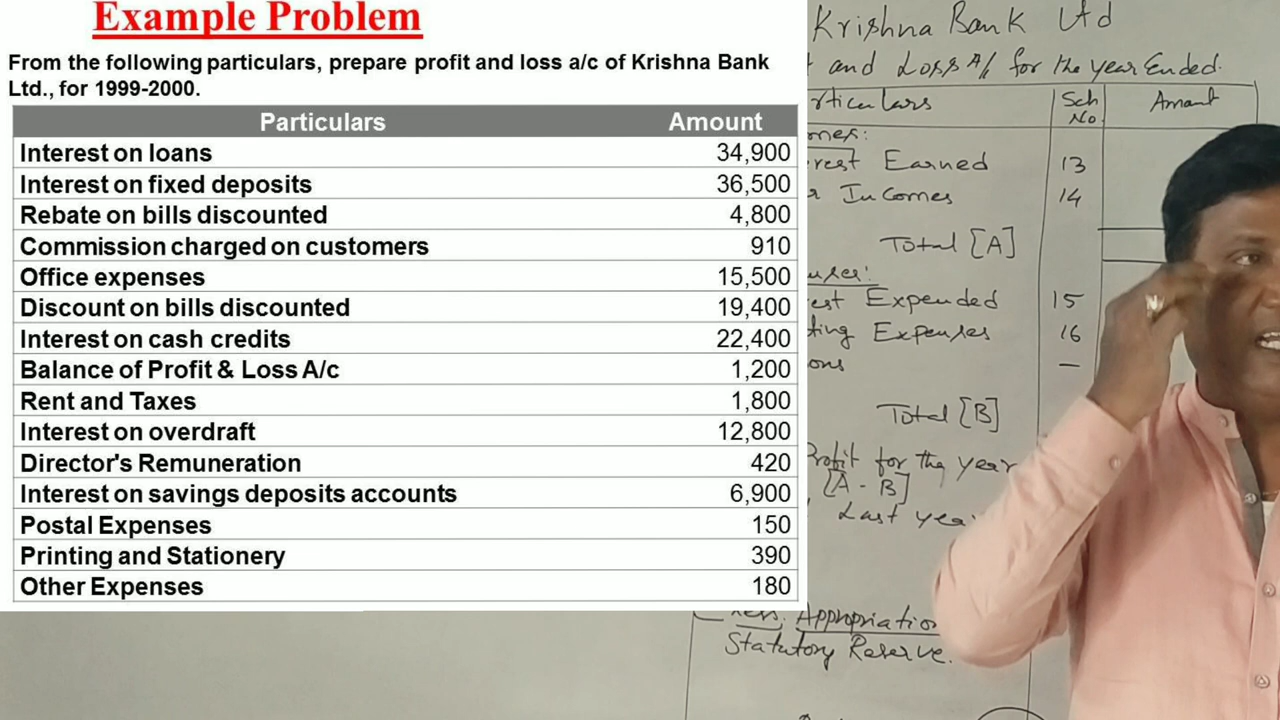 Example Problem
From the following particulars, prepare profit and loss a/c of Krishna Bank
Ltd., for 1999-2000.
Particulars Amount
Interest on loans 34,900
Interest on fixed deposits 36,500
Rebate on bills discounted 4,800
Commission charged on customers 910
Office expenses 15,500
Discount on bills discounted 19,400
Interest on cash credits 22,400
Balance of Profit & Loss A/c 1,200
Rent and Taxes 1,800
Interest on overdraft 12,800
Director's Remuneration 420
Interest on savings deposits accounts 6,900
Postal Expenses 150
Printing and Stationery 390
Other Expenses 180
Krishna Bank Ltd
and Loss A/c for the year Ended
Sch No Amount
Earned 13
InComes 14
Total [A]
Expended 15
Expenses 16
—
Total [B]
for the year
[A - B]
Last
Appropriation
Statutory Reserve.